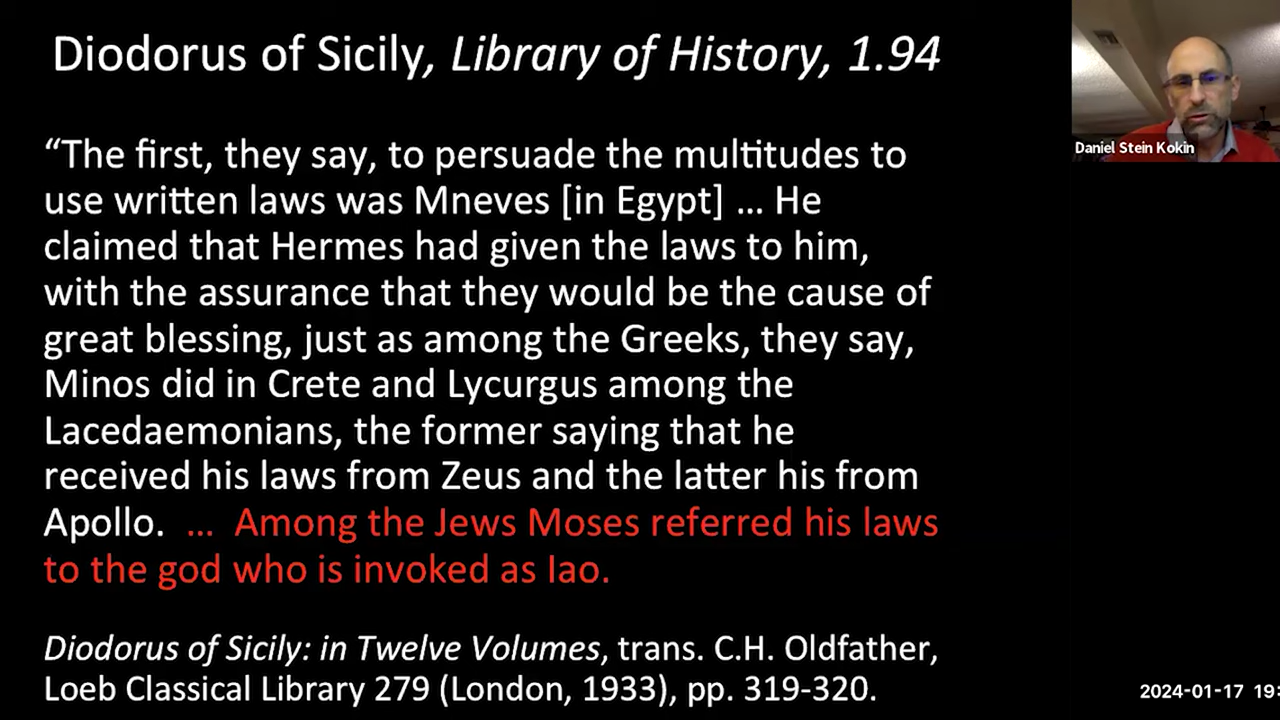 Diodorus of Sicily, Library of History, 1.94
“The first, they say, to persuade the multitudes to
use written laws was Mneves [in Egypt] … He
claimed that Hermes had given the laws to him,
with the assurance that they would be the cause of
great blessing, just as among the Greeks, they say,
Minos did in Crete and Lycurgus among the
Lacedaemonians, the former saying that he
received his laws from Zeus and the latter his from
Apollo. … Among the Jews Moses referred his laws
to the god who is invoked as Iao.
Diodorus of Sicily: in Twelve Volumes, trans. C.H. Oldfather,
Loeb Classical Library 279 (London, 1933), pp. 319-320.
Daniel Stein Kokin
2024-01-17 19: